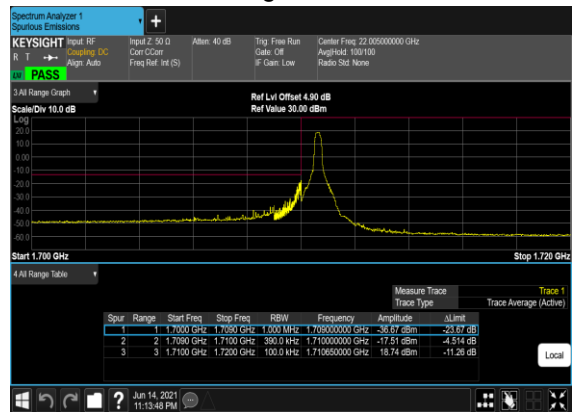 Spectrum Analyzer 1
Spurious Emissions
+
KEYSIGHT Input: RF Input Z: 50 Ω Atten: 40 dB Trig: Free Run Center Freq: 22.005000000 GHz
R T Coupling: DC Corr CCorr Gate: Off Avg|Hold: 100/100
Align: Auto Freq Ref: Int (S) IF Gain: Low Radio Std: None
LXI PASS
3 All Range Graph
Ref Lvl Offset 4.90 dB
Scale/Div 10.0 dB Ref Value 30.00 dBm
Log
20.0
10.0
0.00
-10.0
-20.0
-30.0
-40.0
-50.0
-60.0
Start 1.700 GHz Stop 1.720 GHz
4 All Range Table
Measure Trace Trace 1
Trace Type Trace Average (Active)
Spur Range Start Freq Stop Freq RBW Frequency Amplitude ΔLimit
1 1 1.7000 GHz 1.7090 GHz 1.000 MHz 1.709000000 GHz -36.67 dBm -23.67 dB
2 2 1.7090 GHz 1.7100 GHz 390.0 kHz 1.710000000 GHz -17.51 dBm -4.514 dB
3 3 1.7100 GHz 1.7200 GHz 100.0 kHz 1.710650000 GHz 18.74 dBm -11.26 dB
Local
? Jun 14, 2021
11:13:48 PM